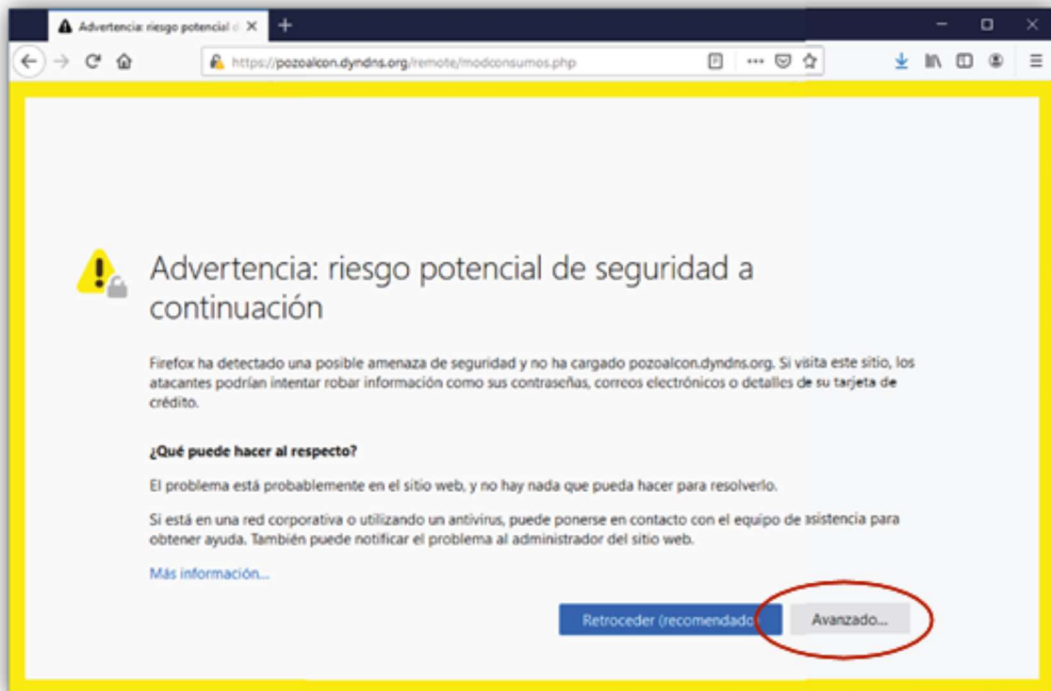 Advertencia: riesgo potencial d
https://pozoalcon.dyndns.org/remote/modconsumos.php
Advertencia: riesgo potencial de seguridad a
continuación
Firefox ha detectado una posible amenaza de seguridad y no ha cargado pozoalcon.dyndns.org. Si visita este sitio, los
atacantes podrían intentar robar información como sus contraseñas, correos electrónicos o detalles de su tarjeta de
crédito.
¿Qué puede hacer al respecto?
El problema está probablemente en el sitio web, y no hay nada que pueda hacer para resolverlo.
Si está en una red corporativa o utilizando un antivirus, puede ponerse en contacto con el equipo de asistencia para
obtener ayuda. También puede notificar el problema al administrador del sitio web.
Más información...
Retroceder (recomendado)
Avanzado...